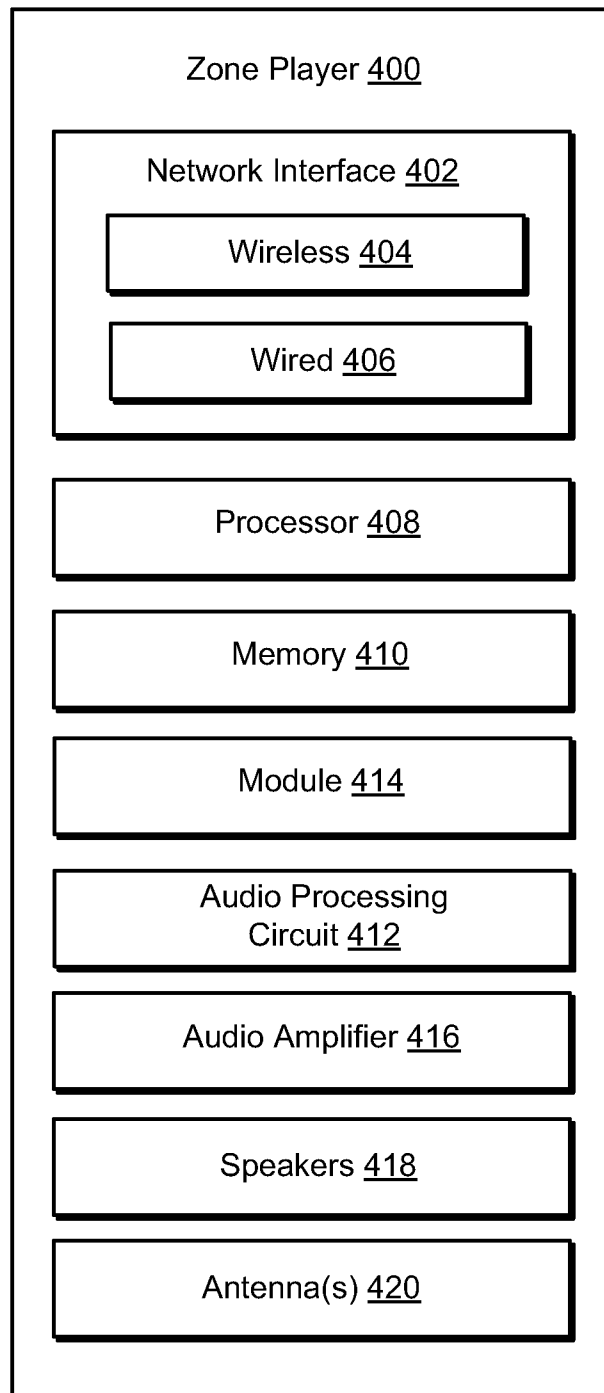 Zone Player 400
Network Interface 402
Wireless 404
Wired 406
Processor 408
Memory 410
Module 414
Audio Processing
Circuit 412
Audio Amplifier 416
Speakers 418
Antenna(s) 420